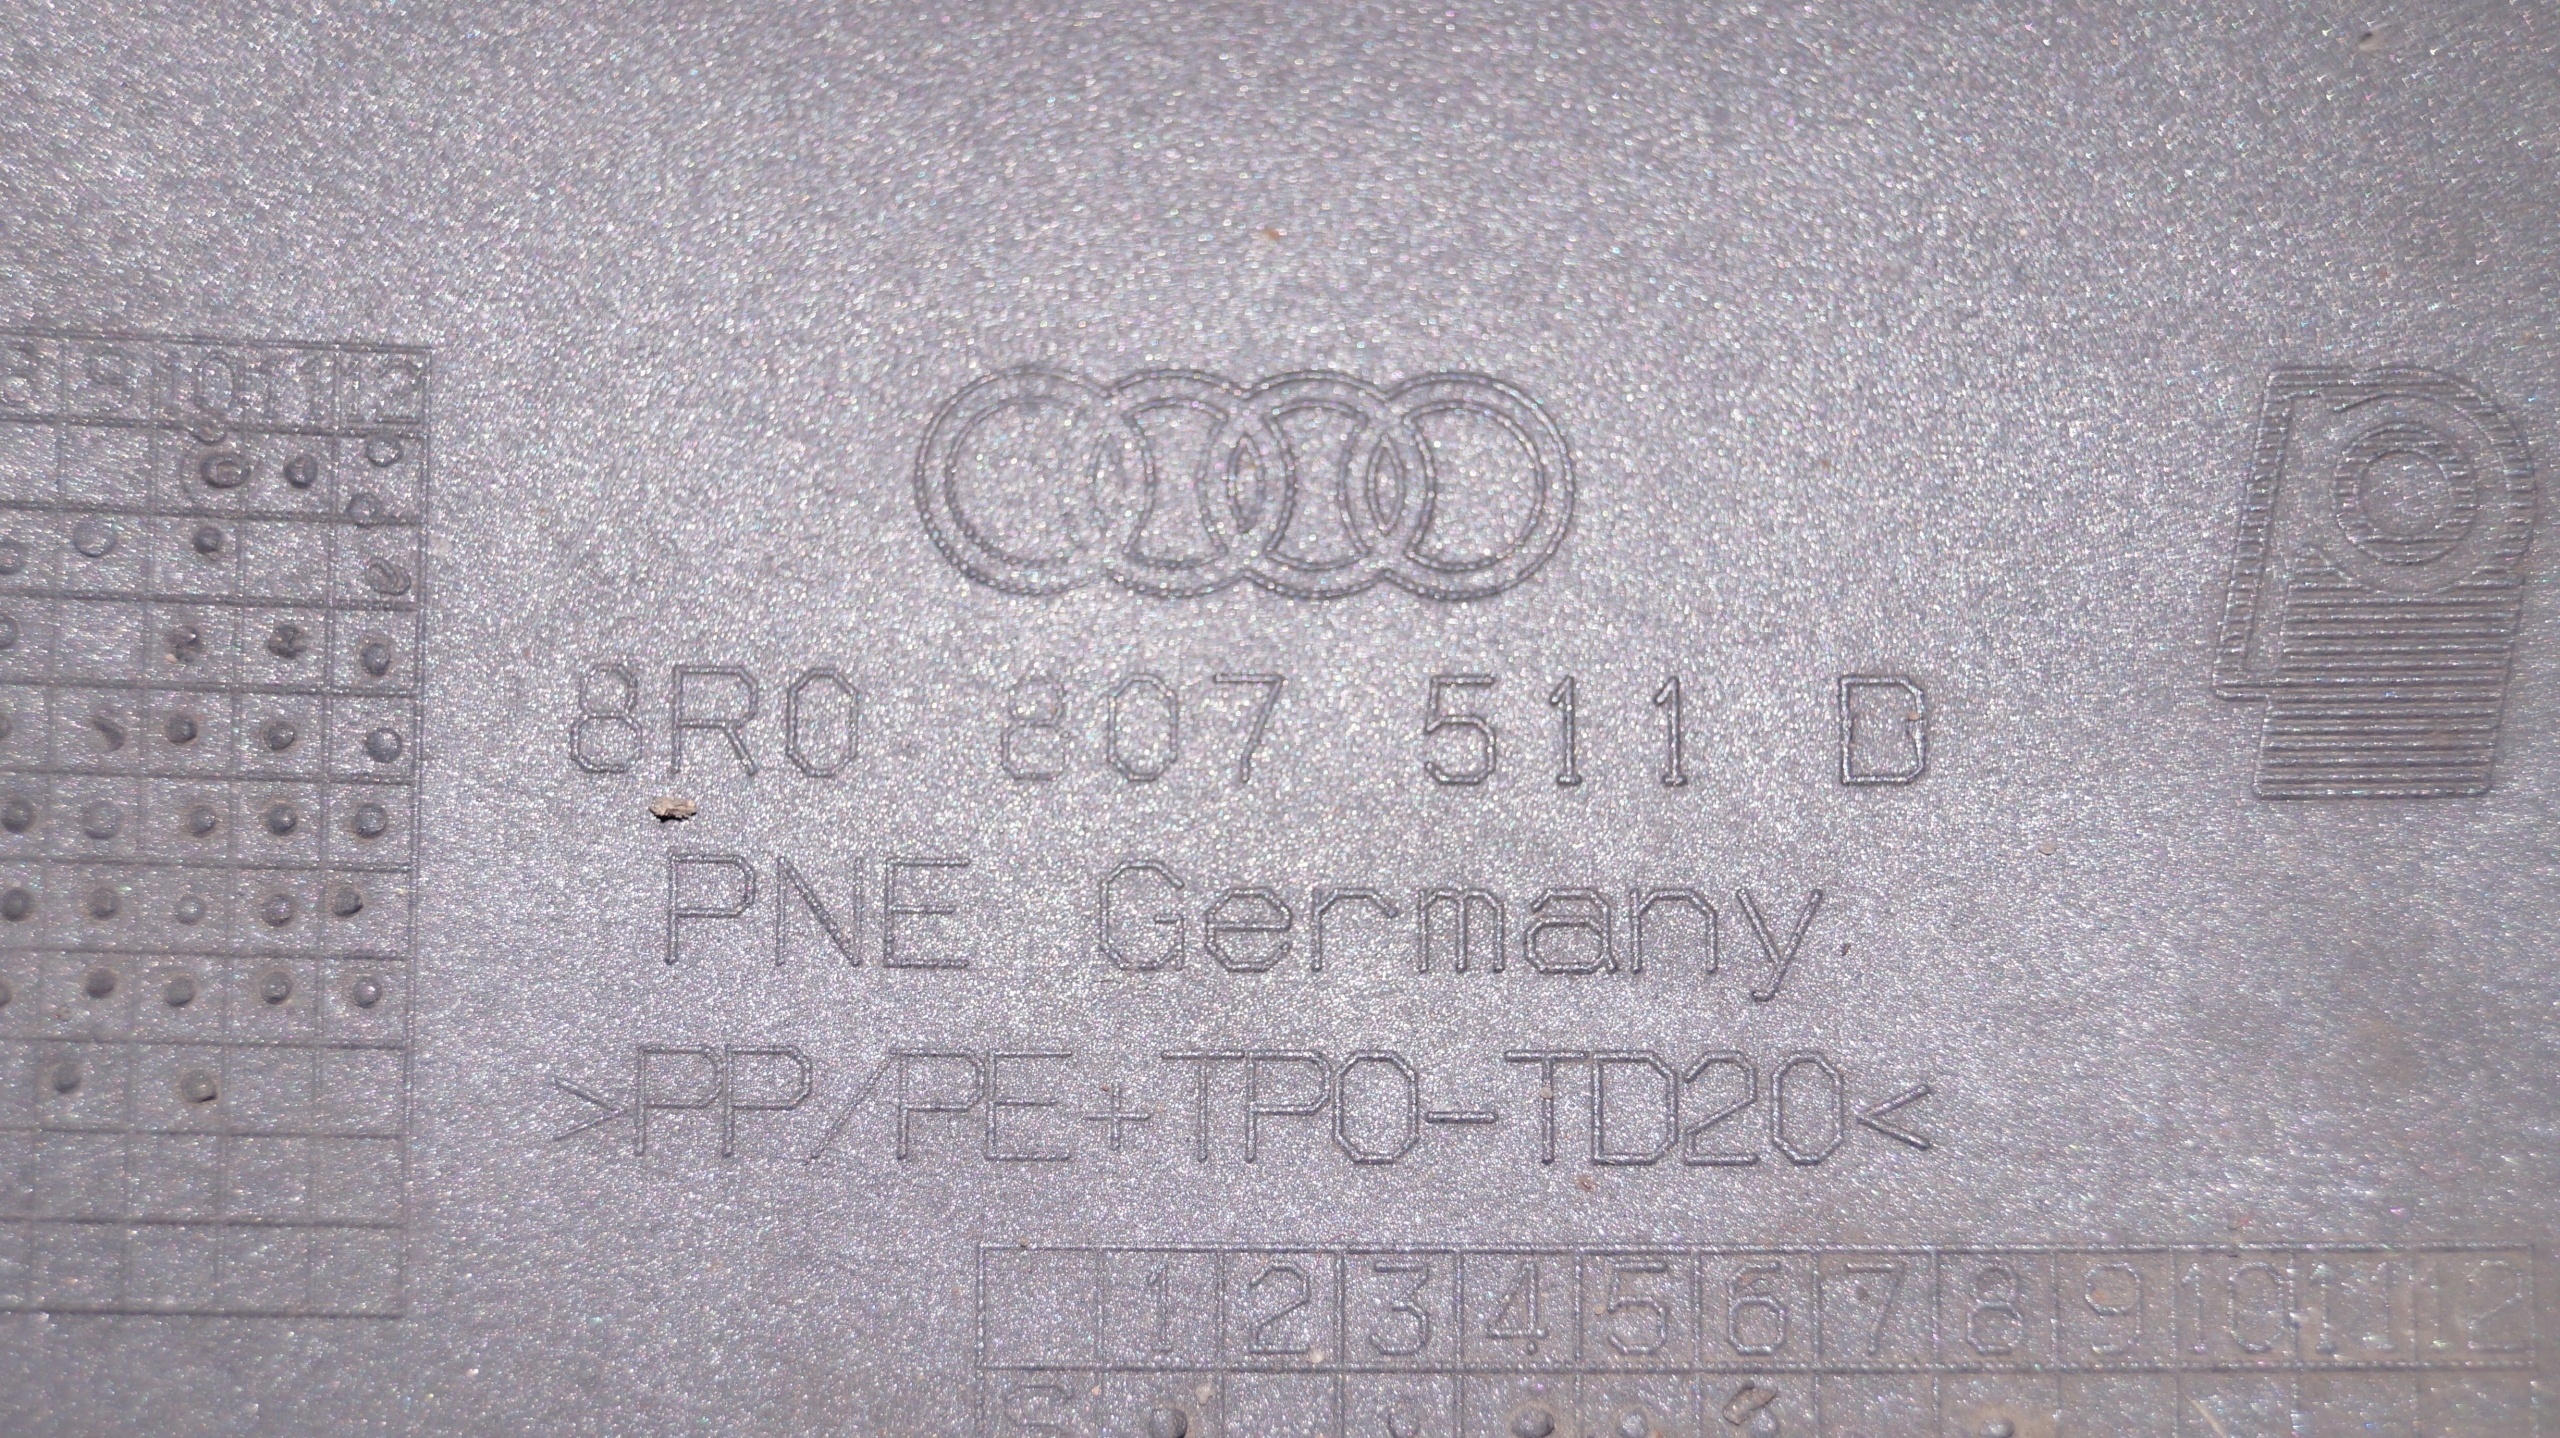 8 9 10 11 12
8R0 807 511 D
PNE Germany
>PP/PE+TPO-TD20<
1 2 3 4 5 6 7 8 9 10 11 12